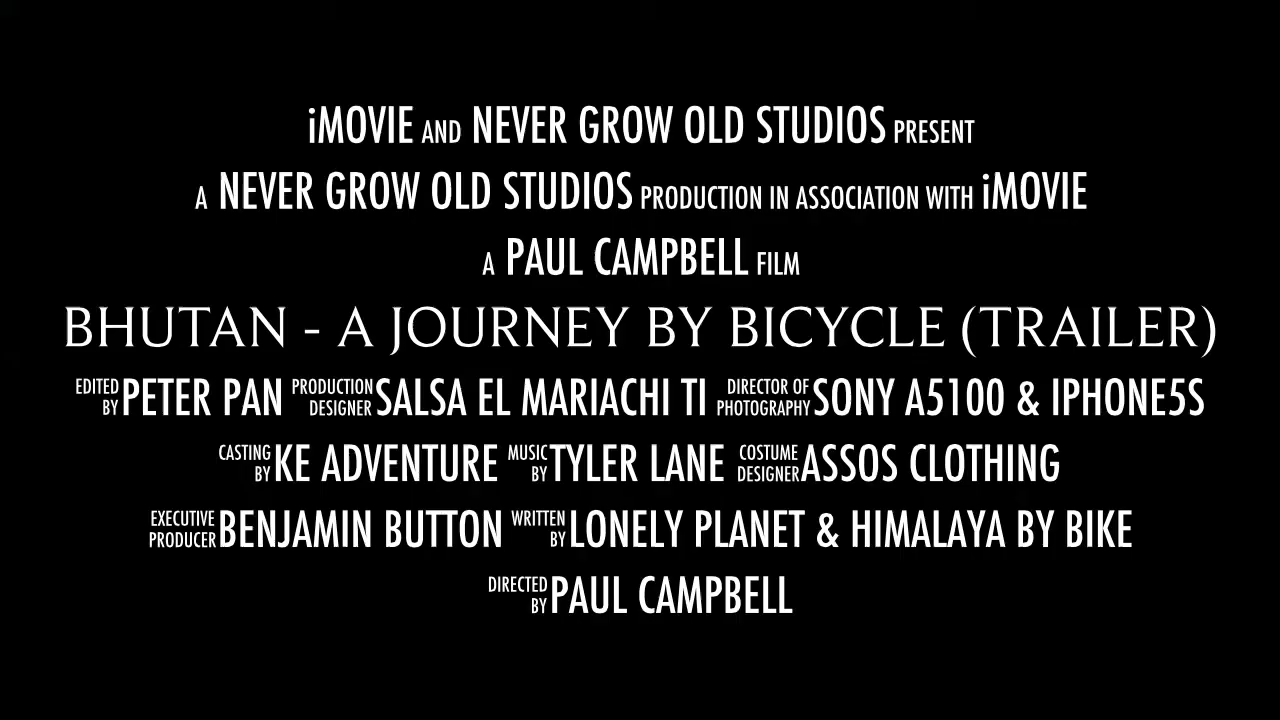 iMOVIE AND NEVER GROW OLD STUDIOS PRESENT
A NEVER GROW OLD STUDIOS PRODUCTION IN ASSOCIATION WITH iMOVIE
A PAUL CAMPBELL FILM
BHUTAN - A JOURNEY BY BICYCLE (TRAILER)
EDITED BY PETER PAN PRODUCTION DESIGNER SALSA EL MARIACHI TI DIRECTOR OF PHOTOGRAPHY SONY A5100 & IPHONE5S
CASTING BY KE ADVENTURE MUSIC BY TYLER LANE COSTUME DESIGNER ASSOS CLOTHING
EXECUTIVE PRODUCER BENJAMIN BUTTON WRITTEN BY LONELY PLANET & HIMALAYA BY BIKE
DIRECTED BY PAUL CAMPBELL